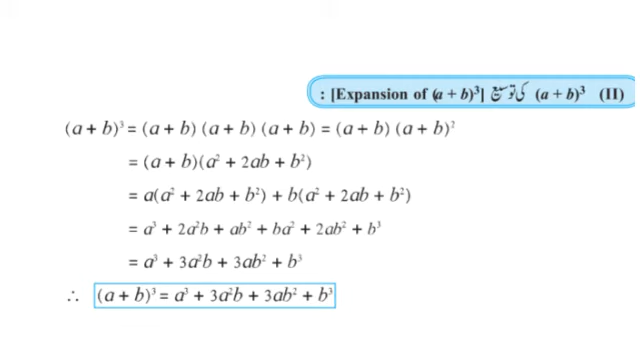 (II) (a + b)³ کی توسیع [Expansion of (a + b)³] :
(a + b)³ = (a + b) (a + b) (a + b) = (a + b) (a + b)²
= (a + b)(a² + 2ab + b²)
= a(a² + 2ab + b²) + b(a² + 2ab + b²)
= a³ + 2a²b + ab² + ba² + 2ab² + b³
= a³ + 3a²b + 3ab² + b³
∴ (a + b)³ = a³ + 3a²b + 3ab² + b³